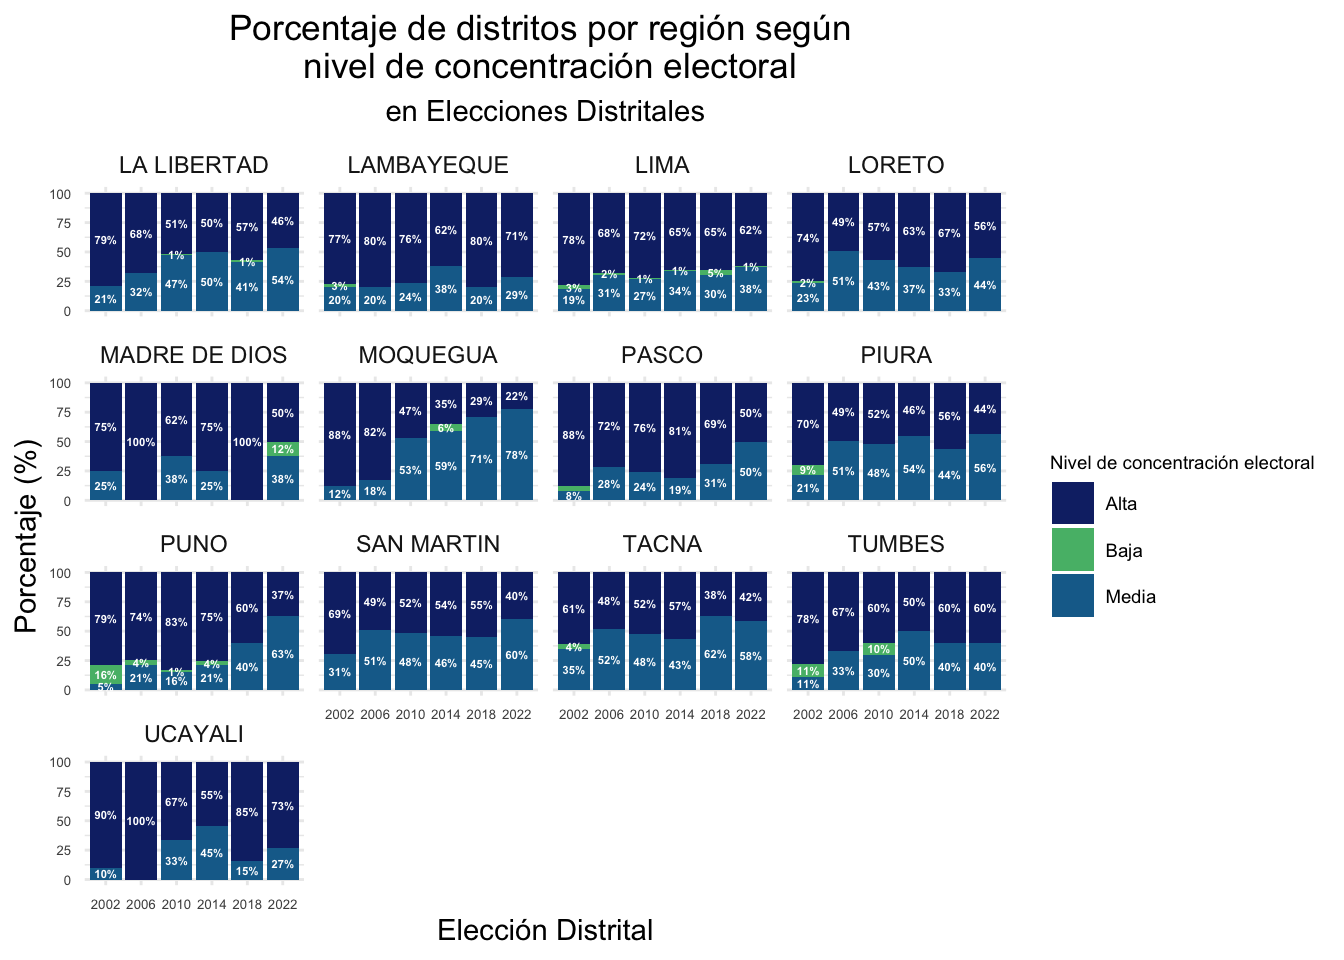 Porcentaje de distritos por región según
nivel de concentración electoral
en Elecciones Distritales
LA LIBERTAD LAMBAYEQUE LIMA LORETO
100
75
50
25
0
79% 68% 51% 50% 57% 46%
1% 1%
21% 32% 47% 50% 41% 54%
77% 80% 76% 62% 80% 71%
3%
20% 20% 24% 38% 20% 29%
78% 68% 72% 65% 65% 62%
3% 2% 1% 1% 5% 1%
19% 31% 27% 34% 30% 38%
74% 49% 57% 63% 67% 56%
2%
23% 51% 43% 37% 33% 44%
MADRE DE DIOS MOQUEGUA PASCO PIURA
100
75
50
25
0
75% 100% 62% 75% 100% 50%
12%
25% 38% 25% 38%
88% 82% 47% 35% 29% 22%
6%
12% 18% 53% 59% 71% 78%
88% 72% 76% 81% 69% 50%
8% 28% 24% 19% 31% 50%
70% 49% 52% 46% 56% 44%
9%
21% 51% 48% 54% 44% 56%
PUNO SAN MARTIN TACNA TUMBES
100
75
50
25
0
79% 74% 83% 75% 60% 37%
16% 4% 1% 4%
5% 21% 16% 21% 40% 63%
69% 49% 52% 54% 55% 40%
31% 51% 48% 46% 45% 60%
61% 48% 52% 57% 38% 42%
4%
35% 52% 48% 43% 62% 58%
78% 67% 60% 50% 60% 60%
11% 10%
11% 33% 30% 50% 40% 40%
2002 2006 2010 2014 2018 2022
2002 2006 2010 2014 2018 2022
2002 2006 2010 2014 2018 2022
UCAYALI
100
75
50
25
0
90% 100% 67% 55% 85% 73%
10% 33% 45% 15% 27%
2002 2006 2010 2014 2018 2022
Elección Distrital
Porcentaje (%)
Nivel de concentración electoral
Alta
Baja
Media